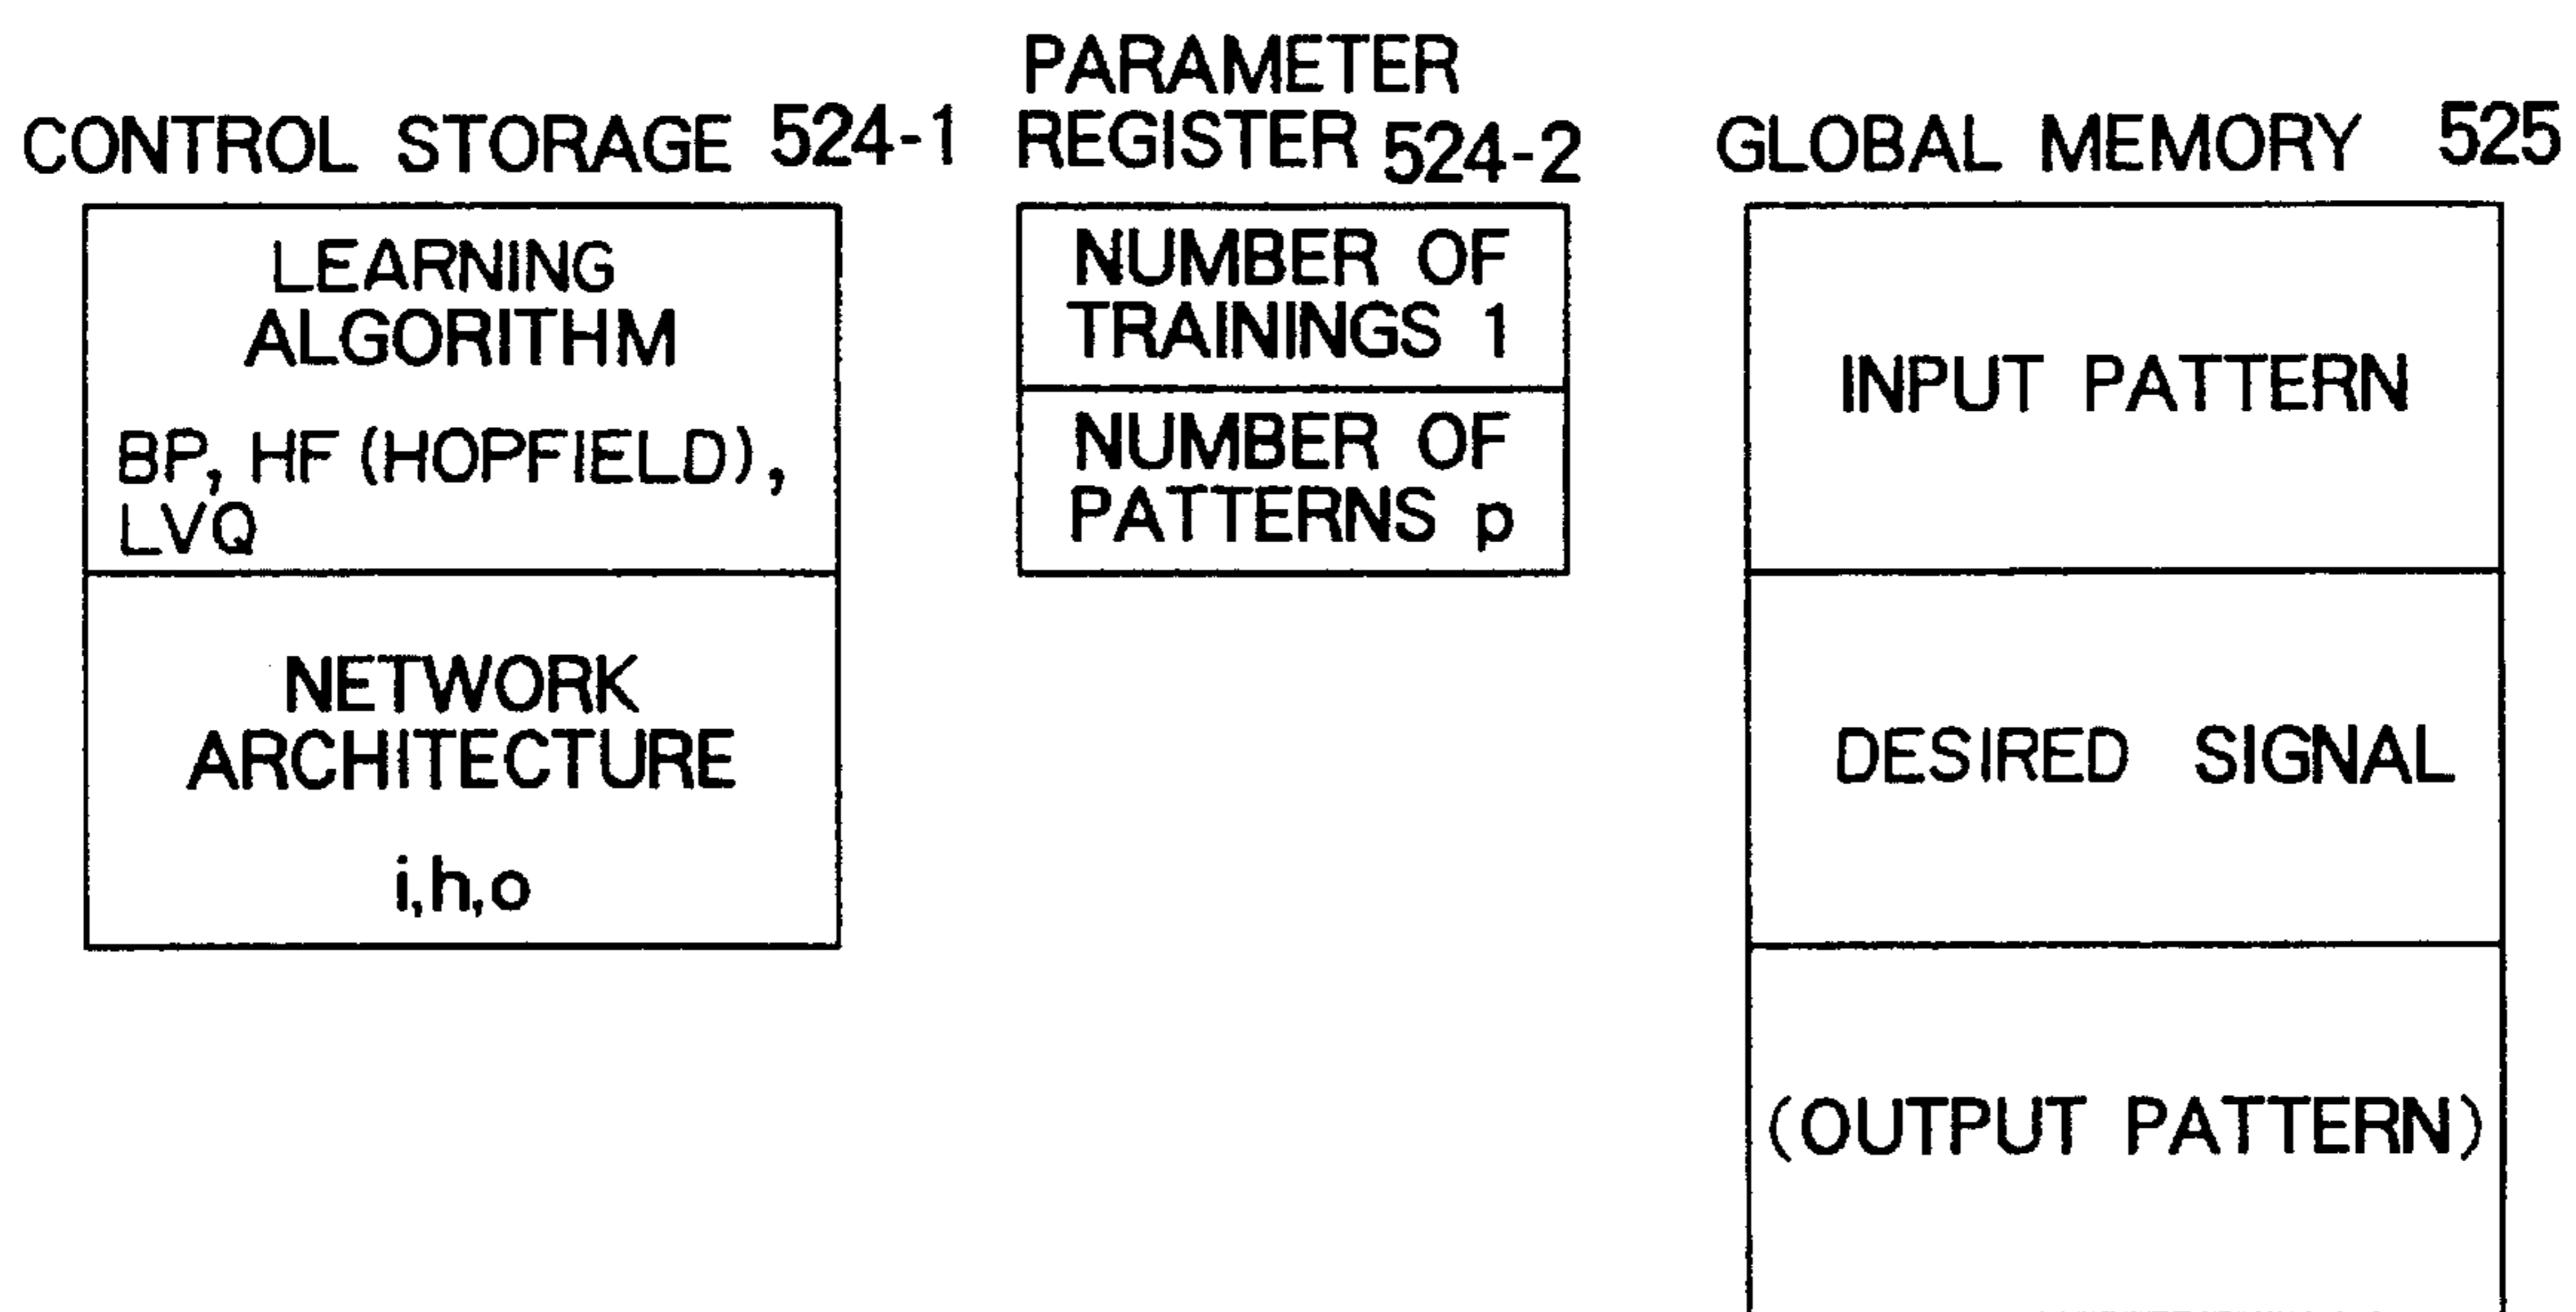 CONTROL STORAGE 524-1
LEARNING
ALGORITHM
BP, HF (HOPFIELD),
LVQ
NETWORK
ARCHITECTURE
i,h,o
PARAMETER
REGISTER 524-2
NUMBER OF
TRAININGS 1
NUMBER OF
PATTERNS p
GLOBAL MEMORY 525
INPUT PATTERN
DESIRED SIGNAL
(OUTPUT PATTERN)